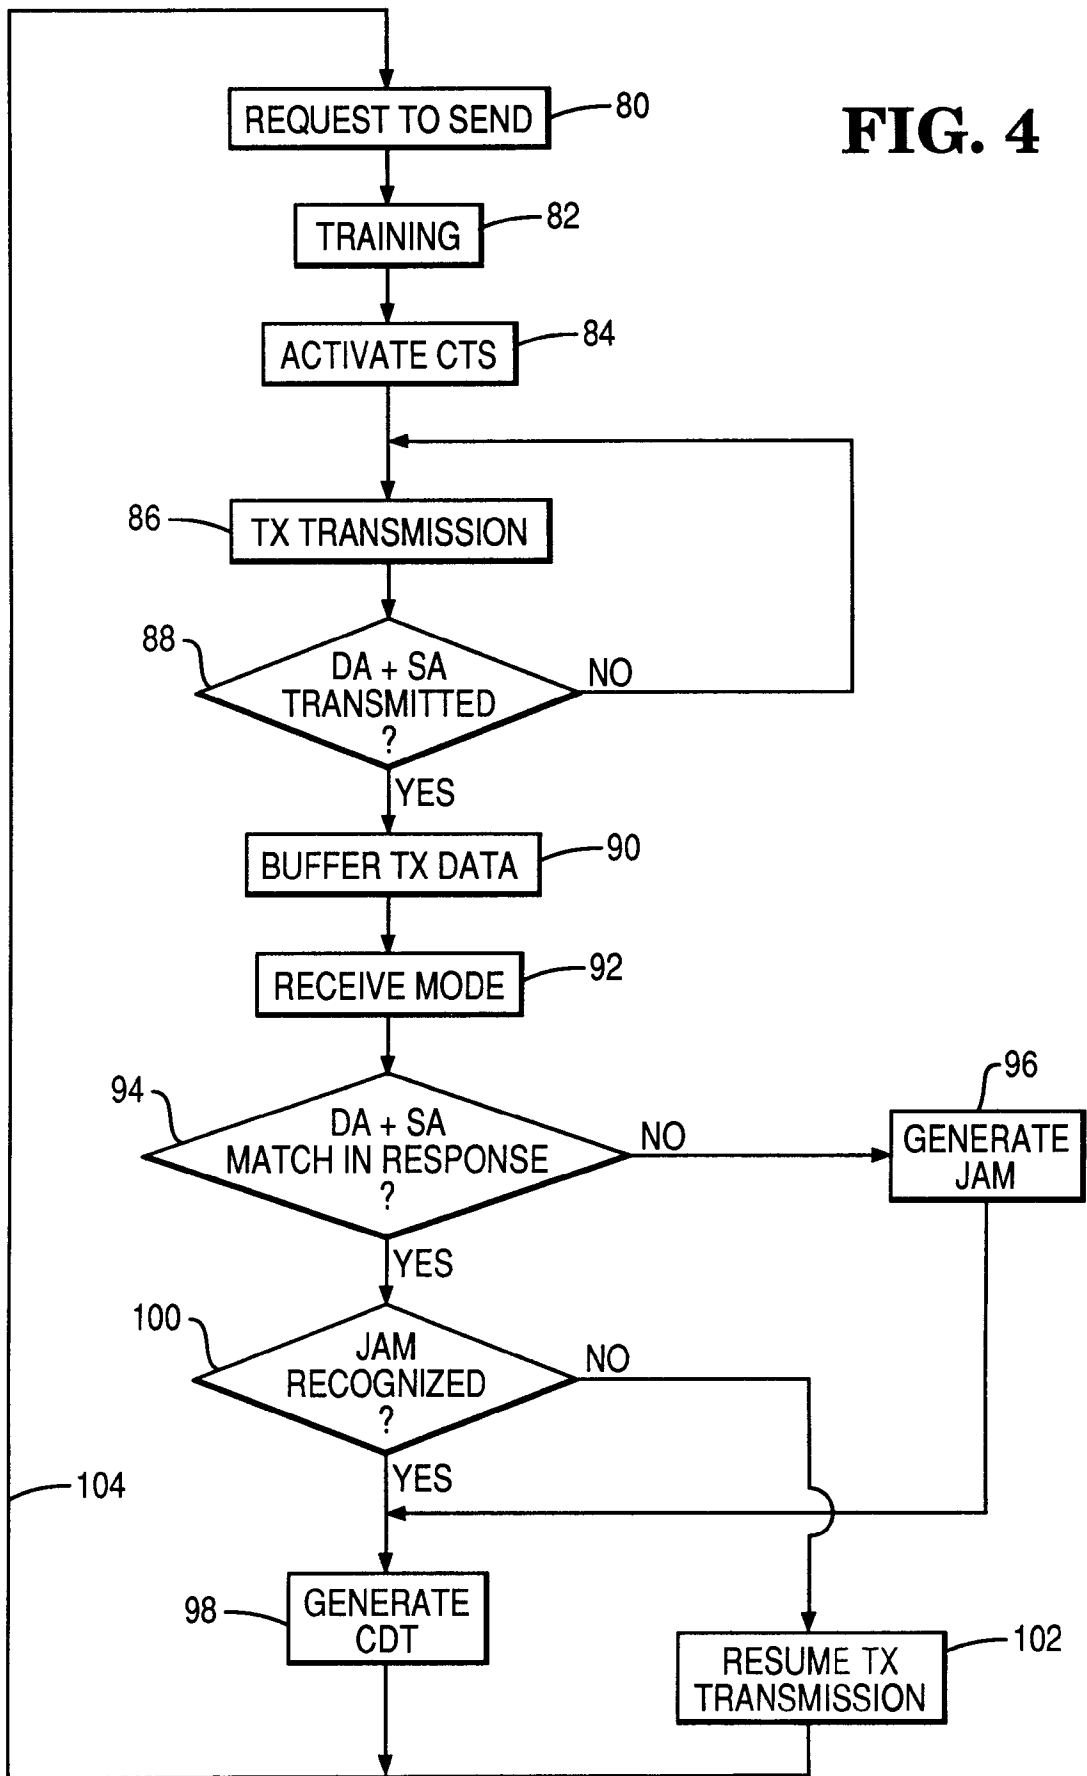 FIG. 4
REQUEST TO SEND
80
TRAINING
82
ACTIVATE CTS
84
86
TX TRANSMISSION
88
DA + SA
TRANSMITTED
?
NO
YES
BUFFER TX DATA
90
RECEIVE MODE
92
94
DA + SA
MATCH IN RESPONSE
?
NO
96
GENERATE
JAM
YES
100
JAM
RECOGNIZED
?
NO
YES
104
98
GENERATE
CDT
RESUME TX
TRANSMISSION
102